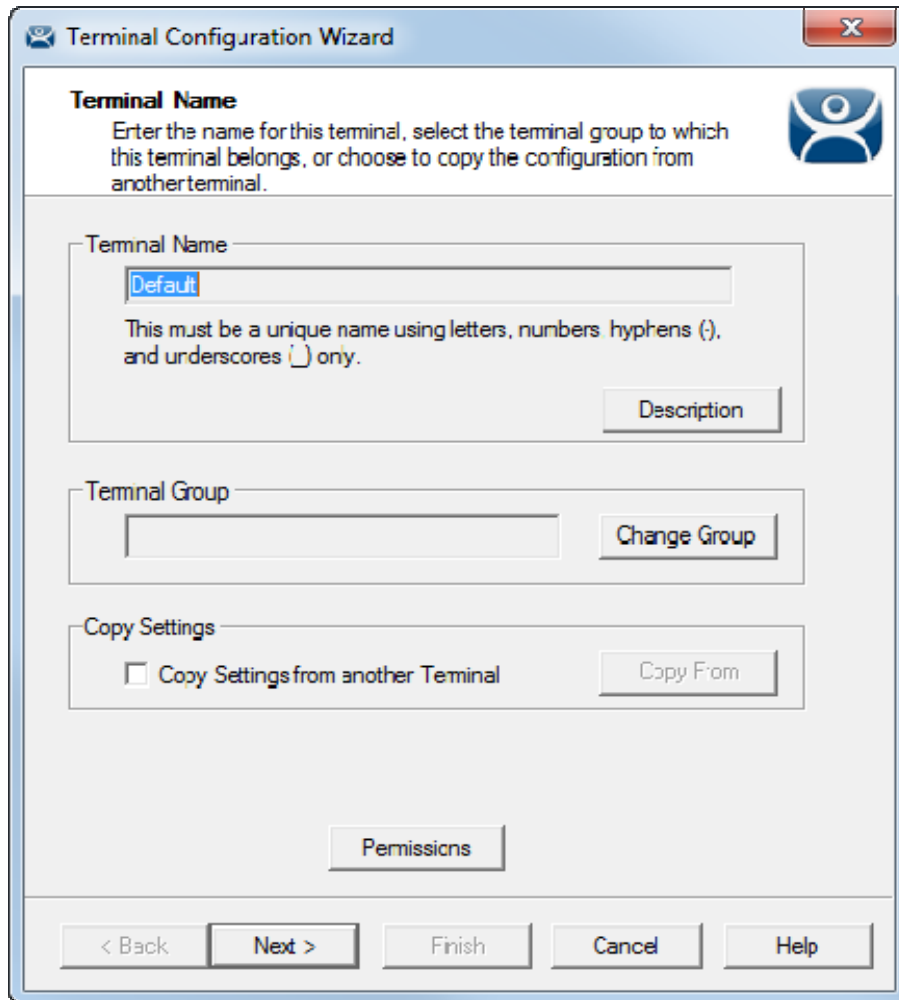 Terminal Configuration Wizard
Terminal Name
Enter the name for this terminal, select the terminal group to which
this terminal belongs, or choose to copy the configuration from
another terminal.
Terminal Name
Default
This must be a unique name using letters, numbers, hyphens (-),
and underscores (_) only.
Description
Terminal Group
Change Group
Copy Settings
Copy Settings from another Terminal
Copy From
Permissions
< Back
Next >
Finish
Cancel
Help